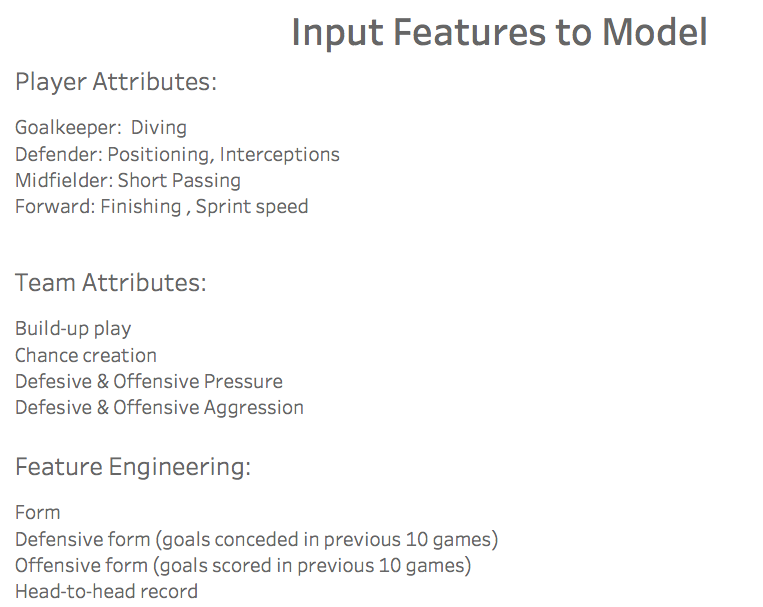 Input Features to Model
Player Attributes:
Goalkeeper:  Diving
Defender: Positioning, Interceptions
Midfielder: Short Passing
Forward: Finishing , Sprint speed
Team Attributes:
Build-up play
Chance creation
Defesive & Offensive Pressure
Defesive & Offensive Aggression
Feature Engineering:
Form
Defensive form (goals conceded in previous 10 games)
Offensive form (goals scored in previous 10 games)
Head-to-head record